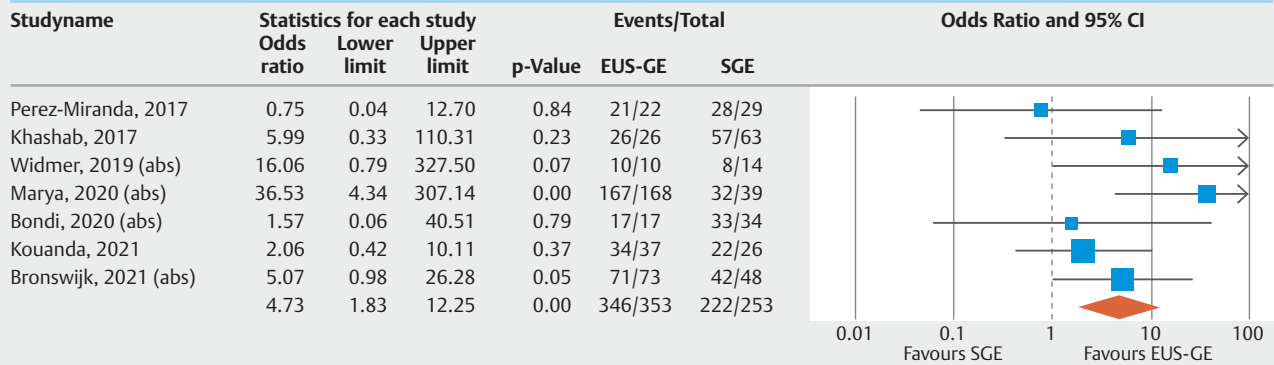 Studyname Statistics for each study Events/Total Odds Ratio and 95% CI
Odds Lower Upper
ratio limit limit p-Value EUS-GE SGE
Perez-Miranda, 2017 0.75 0.04 12.70 0.84 21/22 28/29
Khashab, 2017 5.99 0.33 110.31 0.23 26/26 57/63
Widmer, 2019 (abs) 16.06 0.79 327.50 0.07 10/10 8/14
Marya, 2020 (abs) 36.53 4.34 307.14 0.00 167/168 32/39
Bondi, 2020 (abs) 1.57 0.06 40.51 0.79 17/17 33/34
Kouanda, 2021 2.06 0.42 10.11 0.37 34/37 22/26
Bronswijk, 2021 (abs) 5.07 0.98 26.28 0.05 71/73 42/48
4.73 1.83 12.25 0.00 346/353 222/253
0.01 0.1 1 10 100
Favours SGE Favours EUS-GE